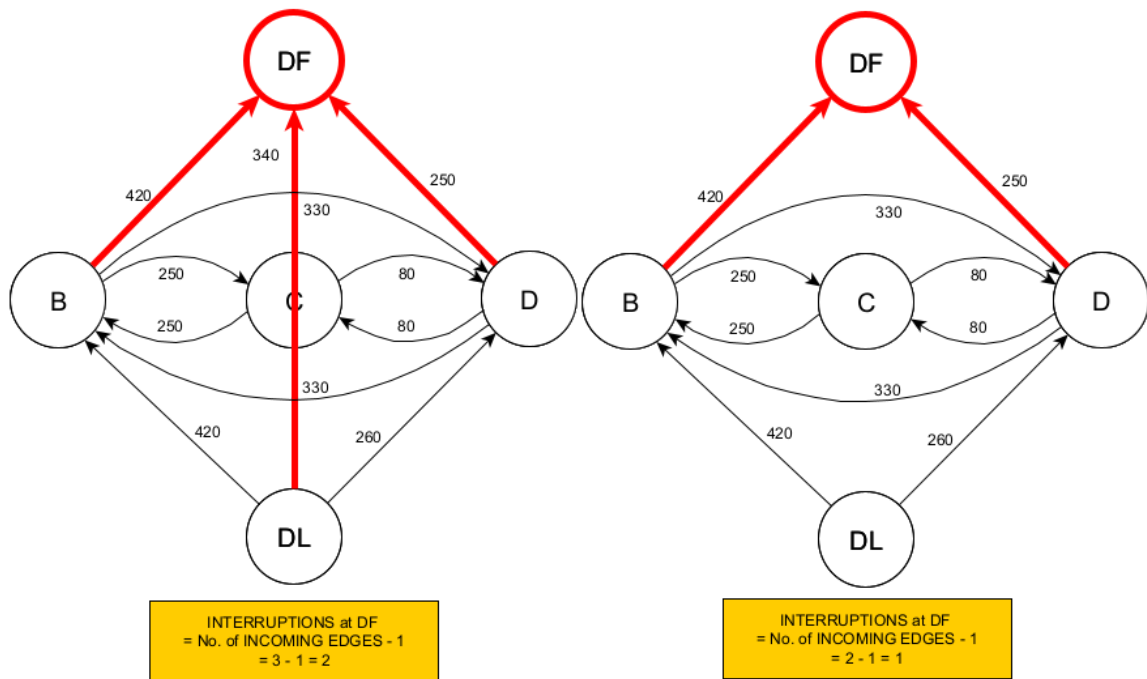 DF
340
420
250
330
250
80
B
C
D
250
80
330
420
260
DL
INTERRUPTIONS at DF
= No. of INCOMING EDGES - 1
= 3 - 1 = 2
DF
420
250
330
250
80
B
C
D
250
80
330
420
260
DL
INTERRUPTIONS at DF
= No. of INCOMING EDGES - 1
= 2 - 1 = 1